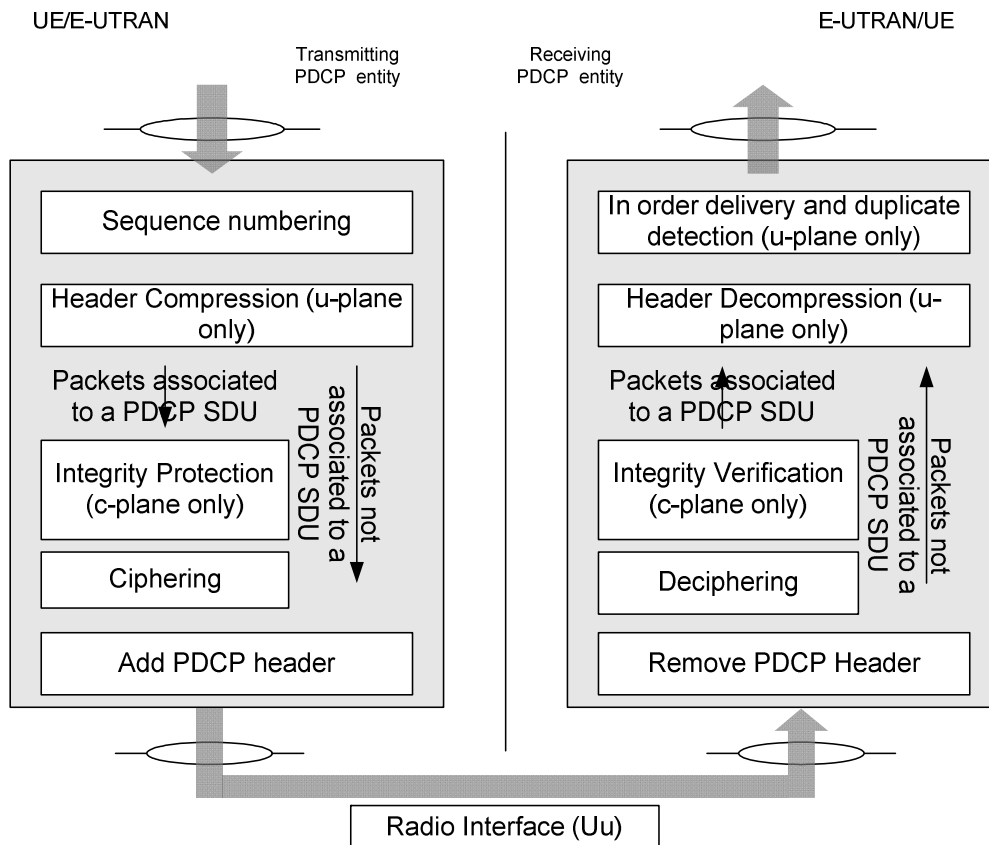 UE/E-UTRAN
E-UTRAN/UE
Transmitting
PDCP entity
Receiving
PDCP entity
Sequence numbering
Header Compression (u-plane
only)
Packets associated
to a PDCP SDU
Packets not
associated to a
PDCP SDU
Integrity Protection
(c-plane only)
Ciphering
Add PDCP header
In order delivery and duplicate
detection (u-plane only)
Header Decompression (u-
plane only)
Packets associated
to a PDCP SDU
Packets not
associated to a
PDCP SDU
Integrity Verification
(c-plane only)
Deciphering
Remove PDCP Header
Radio Interface (Uu)